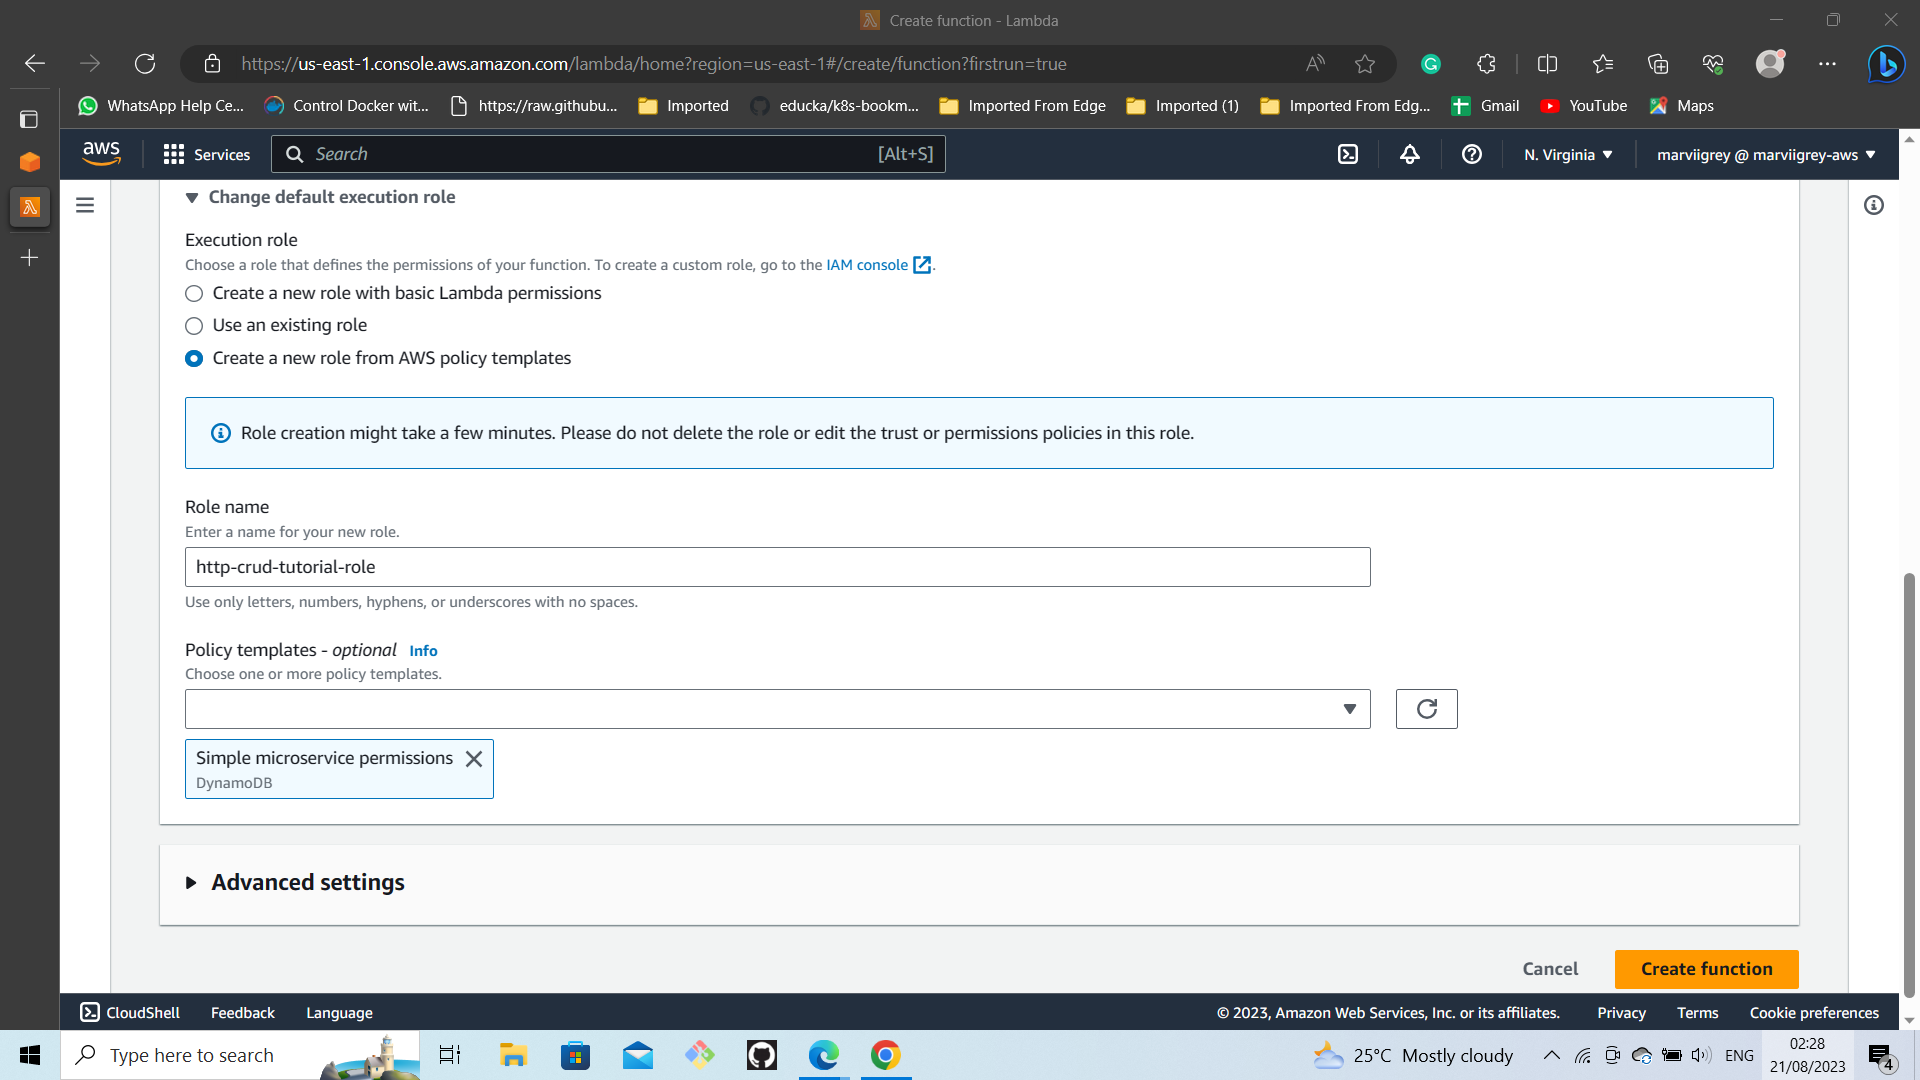 Create function - Lambda
https://us-east-1.console.aws.amazon.com/lambda/home?region=us-east-1#/create/function?firstrun=true
WhatsApp Help Ce... Control Docker wit... https://raw.githubu... Imported educka/k8s-bookm... Imported From Edge Imported (1) Imported From Edg... Gmail YouTube Maps
aws Services Search [Alt+S] N. Virginia marviigrey @ marviigrey-aws
Change default execution role
Execution role
Choose a role that defines the permissions of your function. To create a custom role, go to the IAM console.
Create a new role with basic Lambda permissions
Use an existing role
Create a new role from AWS policy templates
Role creation might take a few minutes. Please do not delete the role or edit the trust or permissions policies in this role.
Role name
Enter a name for your new role.
http-crud-tutorial-role
Use only letters, numbers, hyphens, or underscores with no spaces.
Policy templates - optional Info
Choose one or more policy templates.
Simple microservice permissions
DynamoDB
Advanced settings
Cancel Create function
CloudShell Feedback Language © 2023, Amazon Web Services, Inc. or its affiliates. Privacy Terms Cookie preferences
Type here to search 25°C Mostly cloudy ENG 02:28
21/08/2023 4